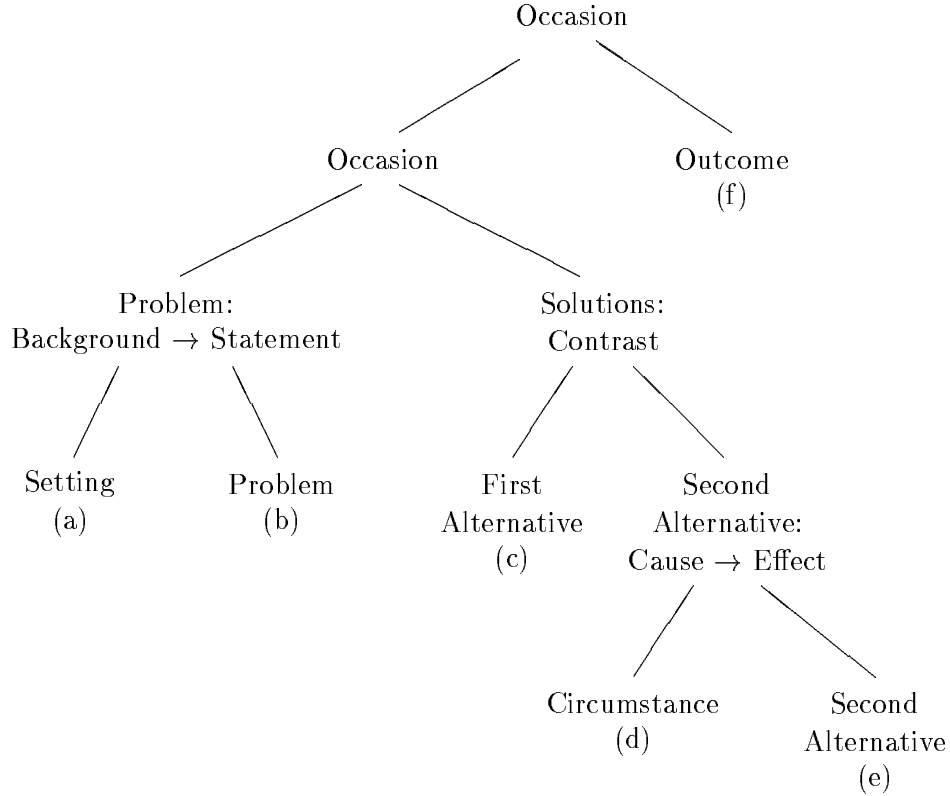 Occasion
Occasion
Outcome
(f)
Problem:
Background → Statement
Solutions:
Contrast
Setting
(a)
Problem
(b)
First
Alternative
(c)
Second
Alternative:
Cause → Effect
Circumstance
(d)
Second
Alternative
(e)